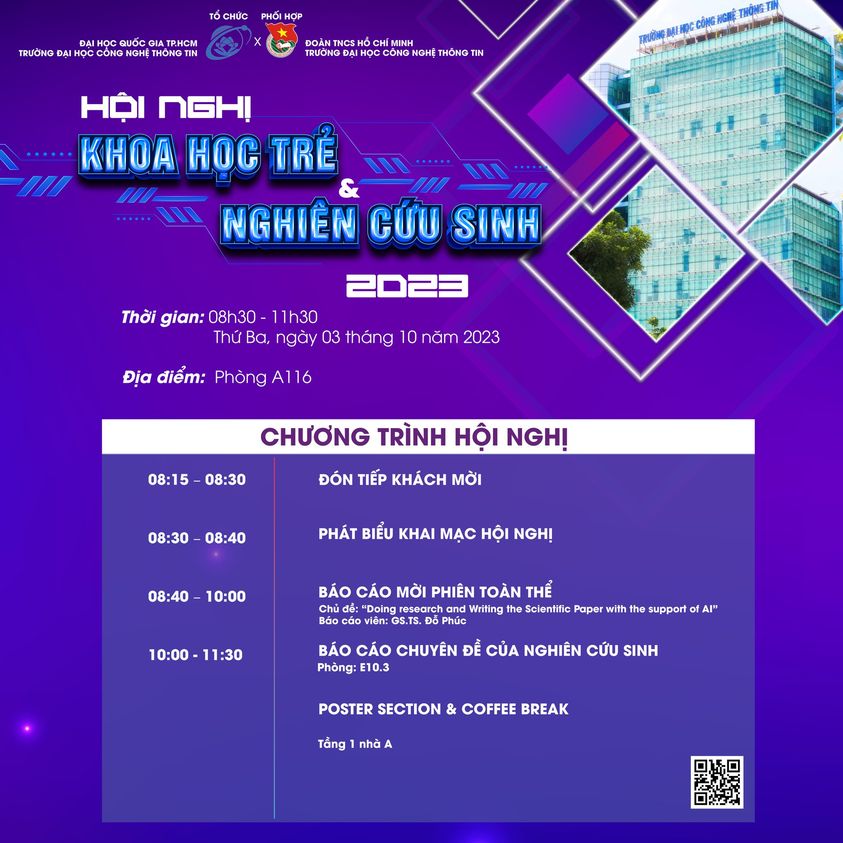 TỔ CHỨC
PHỐI HỢP
ĐẠI HỌC QUỐC GIA TP.HCM
TRƯỜNG ĐẠI HỌC CÔNG NGHỆ THÔNG TIN
X
ĐOÀN TNCS HỒ CHÍ MINH
TRƯỜNG ĐẠI HỌC CÔNG NGHỆ THÔNG TIN
TRƯỜNG ĐẠI HỌC CÔNG NGHỆ THÔNG TIN
HỘI NGHỊ
KHOA HỌC TRẺ
&
NGHIÊN CỨU SINH
2023
Thời gian: 08h30 - 11h30
Thứ Ba, ngày 03 tháng 10 năm 2023
Địa điểm: Phòng A116
CHƯƠNG TRÌNH HỘI NGHỊ
08:15 – 08:30 ĐÓN TIẾP KHÁCH MỜI
08:30 – 08:40 PHÁT BIỂU KHAI MẠC HỘI NGHỊ
08:40 – 10:00 BÁO CÁO MỜI PHIÊN TOÀN THỂ
Chủ đề: “Doing research and Writing the Scientific Paper with the support of AI”
Báo cáo viên: GS.TS. Đỗ Phúc
10:00 - 11:30 BÁO CÁO CHUYÊN ĐỀ CỦA NGHIÊN CỨU SINH
Phòng: E10.3
POSTER SECTION & COFFEE BREAK
Tầng 1 nhà A